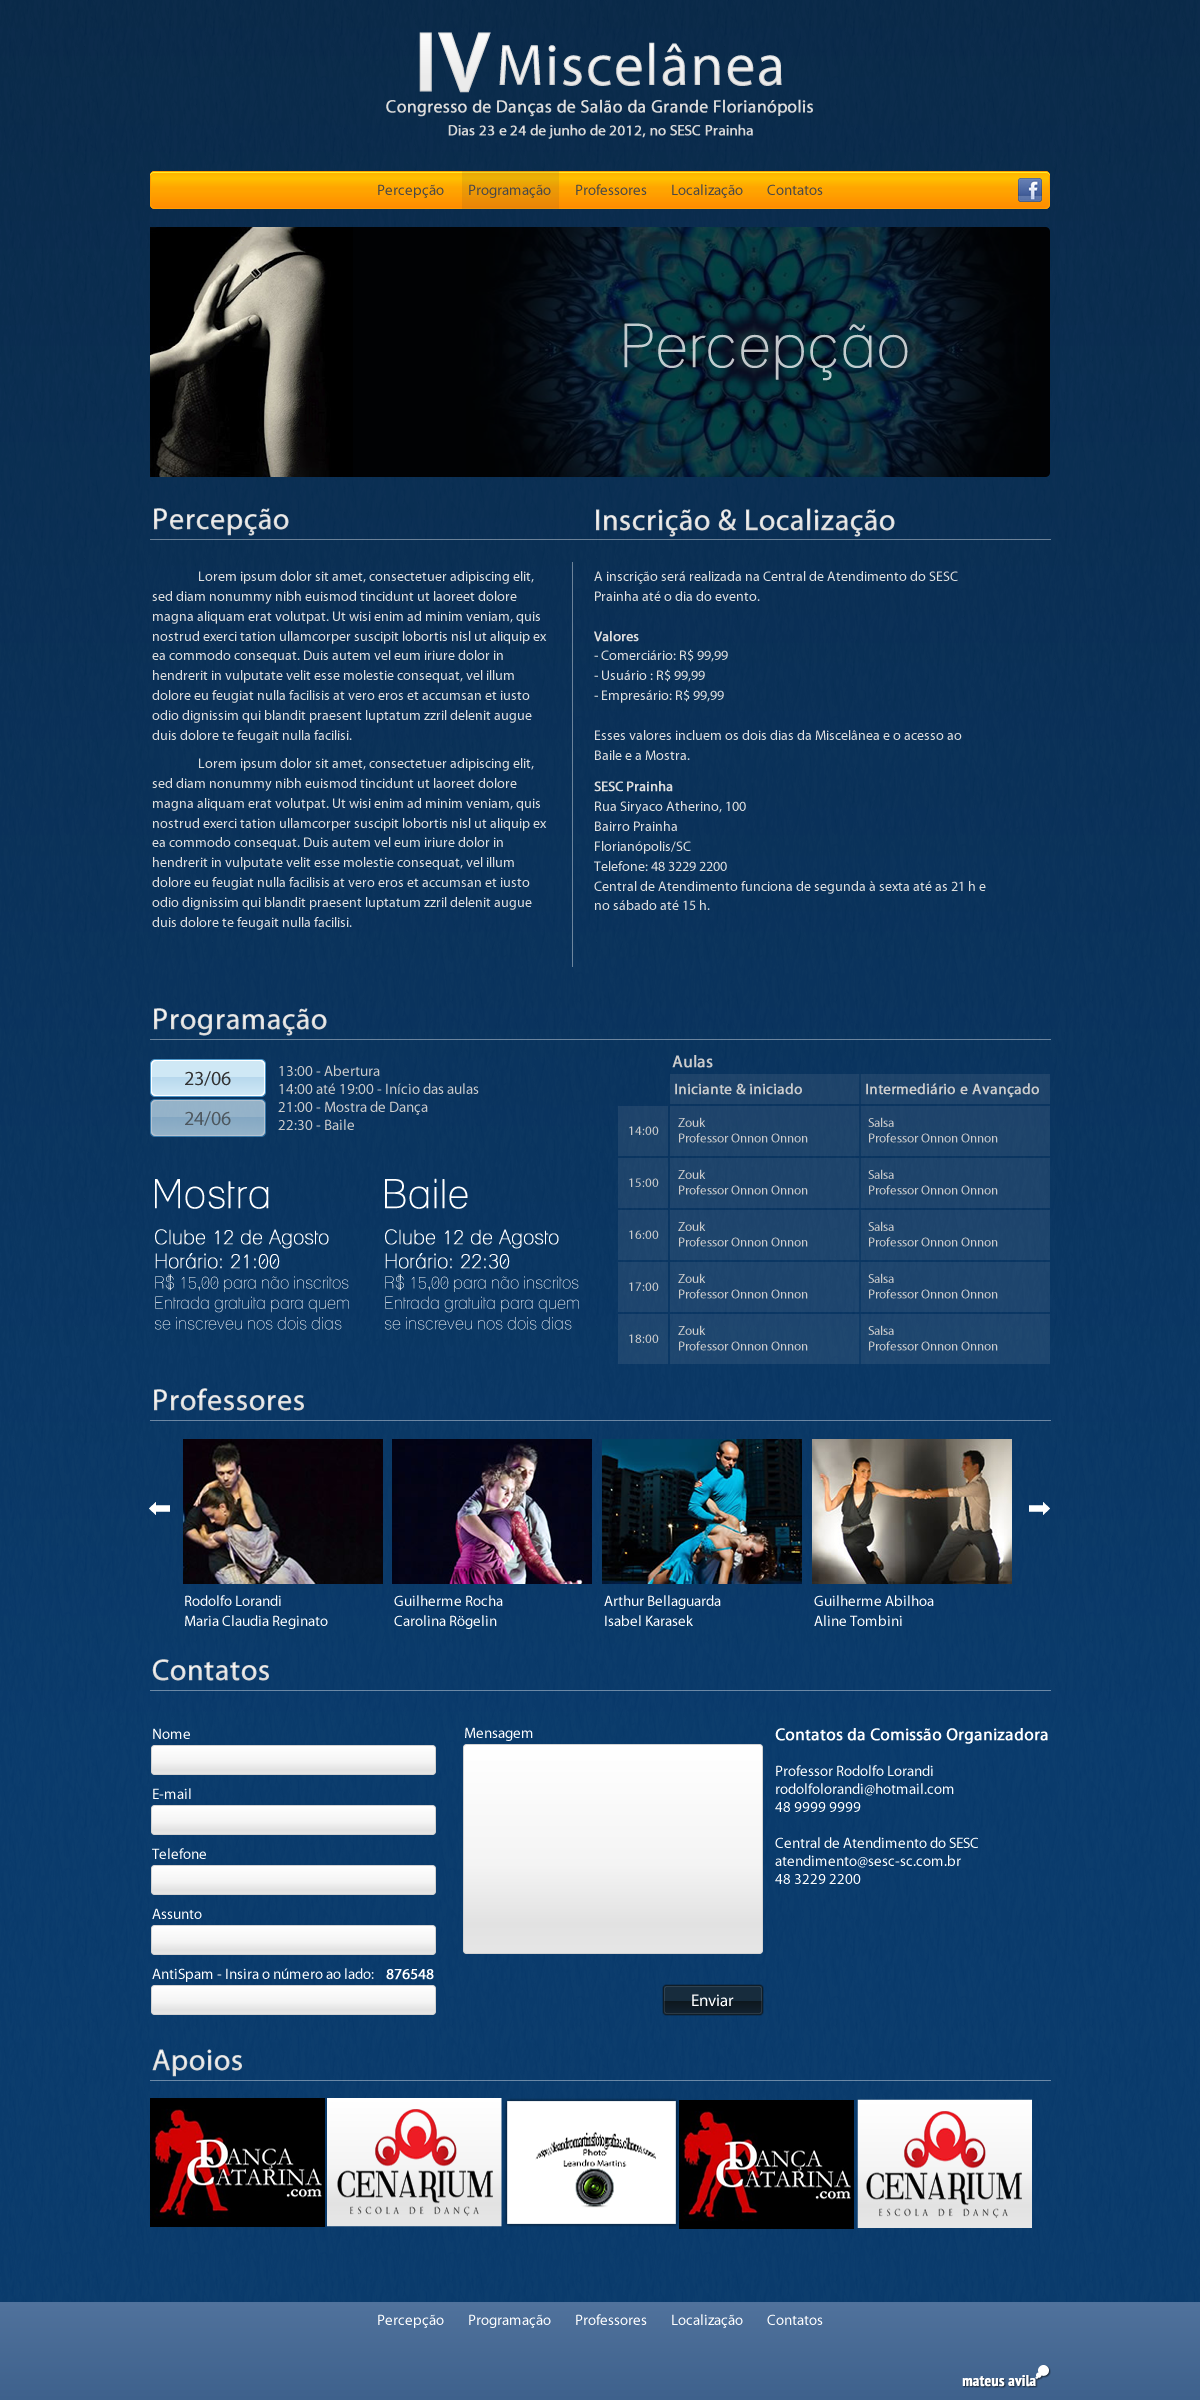 IV Miscelânea
Congresso de Danças de Salão da Grande Florianópolis
Dias 23 e 24 de junho de 2012, no SESC Prainha
Percepção Programação Professores Localização Contatos
f
Percepção
Percepção
Lorem ipsum dolor sit amet, consectetuer adipiscing elit,
sed diam nonummy nibh euismod tincidunt ut laoreet dolore
magna aliquam erat volutpat. Ut wisi enim ad minim veniam, quis
nostrud exerci tation ullamcorper suscipit lobortis nisl ut aliquip ex
ea commodo consequat. Duis autem vel eum iriure dolor in
hendrerit in vulputate velit esse molestie consequat, vel illum
dolore eu feugiat nulla facilisis at vero eros et accumsan et iusto
odio dignissim qui blandit praesent luptatum zzril delenit augue
duis dolore te feugait nulla facilisi.
Lorem ipsum dolor sit amet, consectetuer adipiscing elit,
sed diam nonummy nibh euismod tincidunt ut laoreet dolore
magna aliquam erat volutpat. Ut wisi enim ad minim veniam, quis
nostrud exerci tation ullamcorper suscipit lobortis nisl ut aliquip ex
ea commodo consequat. Duis autem vel eum iriure dolor in
hendrerit in vulputate velit esse molestie consequat, vel illum
dolore eu feugiat nulla facilisis at vero eros et accumsan et iusto
odio dignissim qui blandit praesent luptatum zzril delenit augue
duis dolore te feugait nulla facilisi.
Inscrição & Localização
A inscrição será realizada na Central de Atendimento do SESC
Prainha até o dia do evento.
Valores
- Comerciário: R$ 99,99
- Usuário : R$ 99,99
- Empresário: R$ 99,99
Esses valores incluem os dois dias da Miscelânea e o acesso ao
Baile e a Mostra.
SESC Prainha
Rua Siryaco Atherino, 100
Bairro Prainha
Florianópolis/SC
Telefone: 48 3229 2200
Central de Atendimento funciona de segunda à sexta até as 21 h e
no sábado até 15 h.
Programação
23/06
24/06
13:00 - Abertura
14:00 até 19:00 - Início das aulas
21:00 - Mostra de Dança
22:30 - Baile
Mostra
Clube 12 de Agosto
Horário: 21:00
R$ 15,00 para não inscritos
Entrada gratuita para quem
se inscreveu nos dois dias
Baile
Clube 12 de Agosto
Horário: 22:30
R$ 15,00 para não inscritos
Entrada gratuita para quem
se inscreveu nos dois dias
Aulas
Iniciante & iniciado Intermediário e Avançado
14:00
Zouk
Professor Onnon Onnon
Salsa
Professor Onnon Onnon
15:00
Zouk
Professor Onnon Onnon
Salsa
Professor Onnon Onnon
16:00
Zouk
Professor Onnon Onnon
Salsa
Professor Onnon Onnon
17:00
Zouk
Professor Onnon Onnon
Salsa
Professor Onnon Onnon
18:00
Zouk
Professor Onnon Onnon
Salsa
Professor Onnon Onnon
Professores
Rodolfo Lorandi
Maria Claudia Reginato
Guilherme Rocha
Carolina Rögelin
Arthur Bellaguarda
Isabel Karasek
Guilherme Abilhoa
Aline Tombini
Contatos
Nome
E-mail
Telefone
Assunto
AntiSpam - Insira o número ao lado: 876548
Mensagem
Enviar
Contatos da Comissão Organizadora
Professor Rodolfo Lorandi
rodolfolorandi@hotmail.com
48 9999 9999
Central de Atendimento do SESC
atendimento@sesc-sc.com.br
48 3229 2200
Apoios
Dança
Catarina
.com
CENARIUM
ESCOLA DE DANÇA
Photo
Leandro Martins
Dança
Catarina
.com
CENARIUM
ESCOLA DE DANÇA
Percepção Programação Professores Localização Contatos
mateus avila